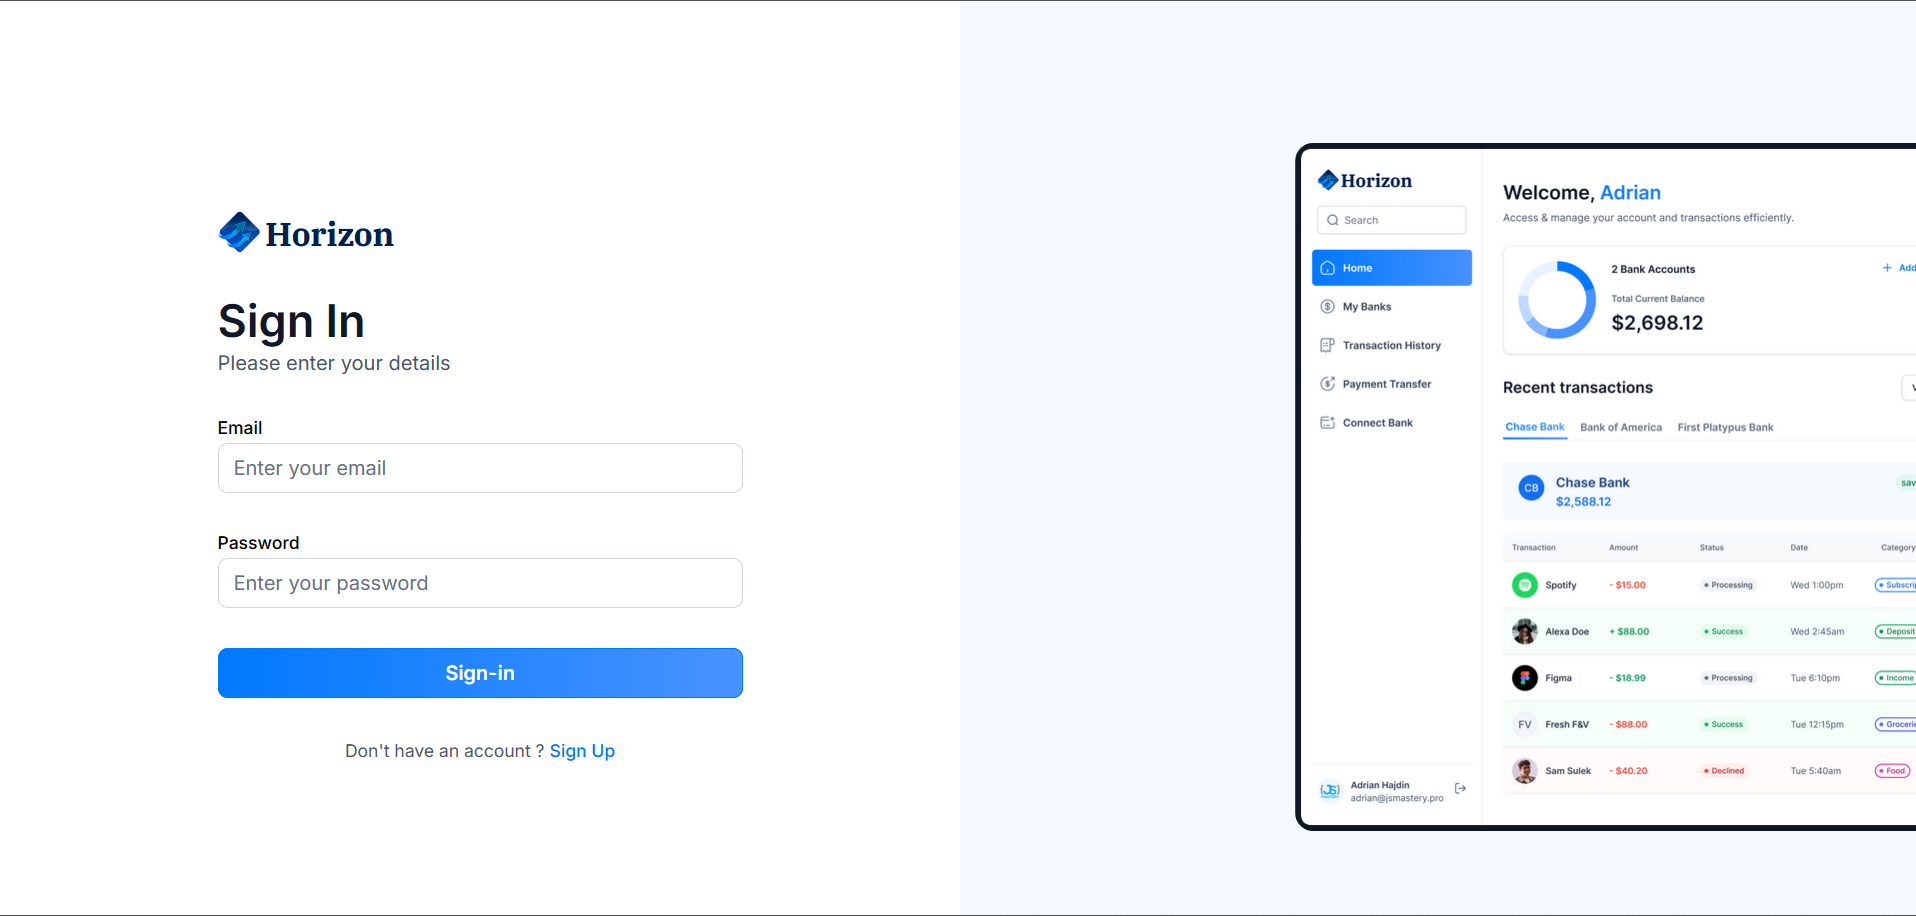 Horizon
Sign In
Please enter your details
Email
Enter your email
Password
Enter your password
Sign-in
Don't have an account ? Sign Up
Horizon
Search
Home
My Banks
Transaction History
Payment Transfer
Connect Bank
Adrian Hajdin
adrian@jsmastery.pro
Welcome, Adrian
Access & manage your account and transactions efficiently.
2 Bank Accounts
+ Add
Total Current Balance
$2,698.12
Recent transactions
Chase Bank Bank of America First Platypus Bank
CB
Chase Bank
$2,588.12
sav
Transaction Amount Status Date Category
Spotify - $15.00 Processing Wed 1:00pm Subscrip
Alexa Doe + $88.00 Success Wed 2:45am Deposit
Figma - $18.99 Processing Tue 6:10pm Income
FV Fresh F&V - $88.00 Success Tue 12:15pm Grocerie
Sam Sulek - $40.20 Declined Tue 5:40am Food